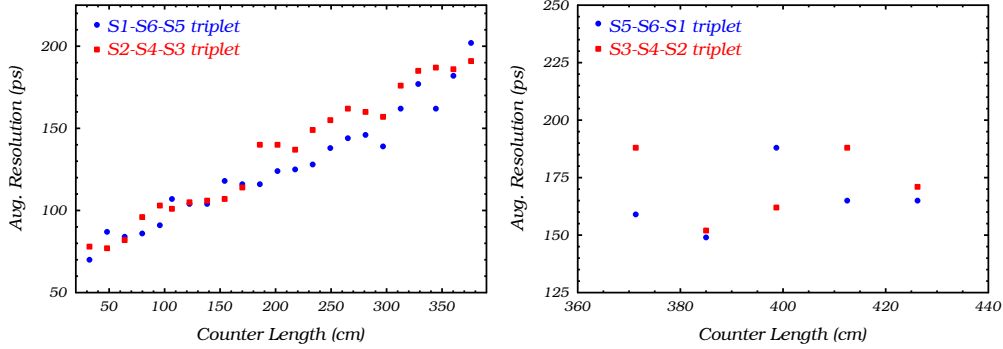 S1-S6-S5 triplet
S2-S4-S3 triplet
Avg. Resolution (ps)
200
150
100
50
50 100 150 200 250 300 350
Counter Length (cm)
S5-S6-S1 triplet
S3-S4-S2 triplet
Avg. Resolution (ps)
250
225
200
175
150
125
360 380 400 420 440
Counter Length (cm)